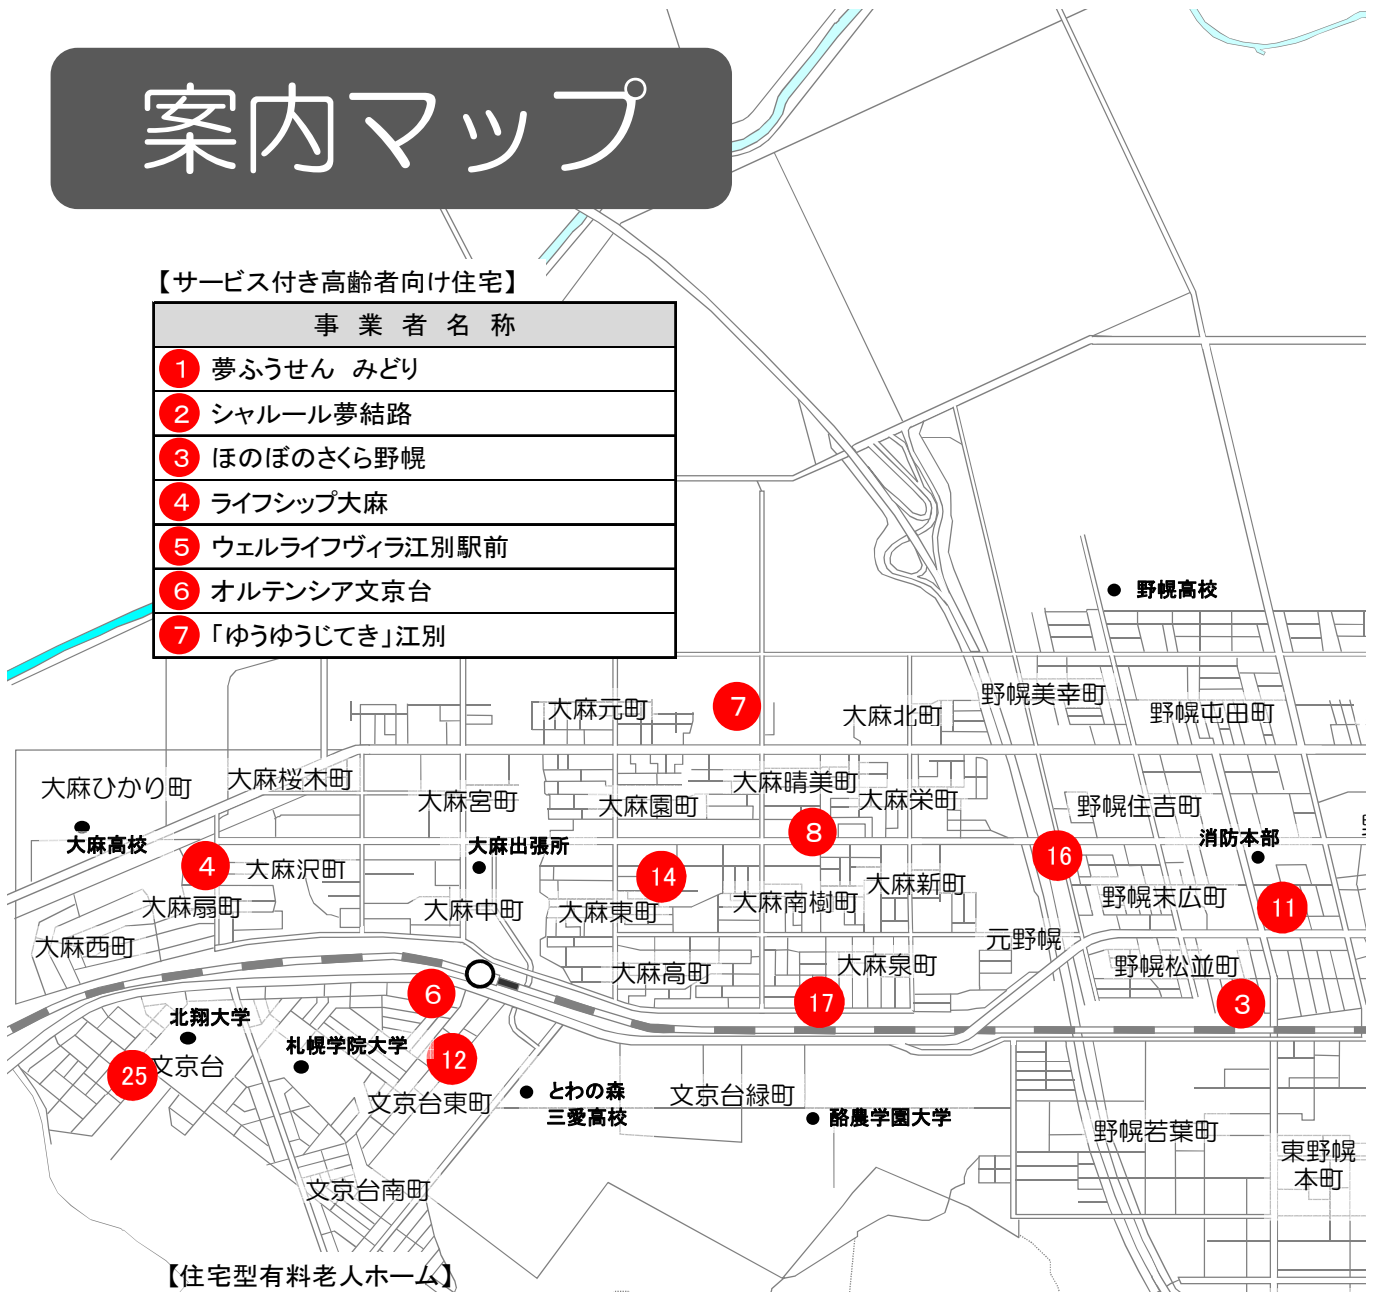 案内マップ
【サービス付き高齢者向け住宅】
事業者名称
1 夢ふうせん　みどり
2 シャルール夢結路
3 ほのぼのさくら野幌
4 ライフシップ大麻
5 ウェルライフヴィラ江別駅前
6 オルテンシア文京台
7 「ゆうゆうじてき」江別
野幌高校
大麻元町
7
大麻北町
野幌美幸町
野幌屯田町
大麻ひかり町
大麻桜木町
大麻宮町
大麻園町
大麻晴美町
大麻栄町
野幌住吉町
大麻高校
大麻出張所
8
消防本部
4
大麻沢町
14
16
大麻扇町
大麻中町
大麻東町
大麻南樹町
大麻新町
野幌末広町
11
大麻西町
大麻高町
大麻泉町
元野幌
野幌松並町
6
17
3
北翔大学
札幌学院大学
12
25
文京台
文京台東町
とわの森
三愛高校
文京台緑町
酪農学園大学
野幌若葉町
東野幌
本町
文京台南町
【住宅型有料老人ホーム】